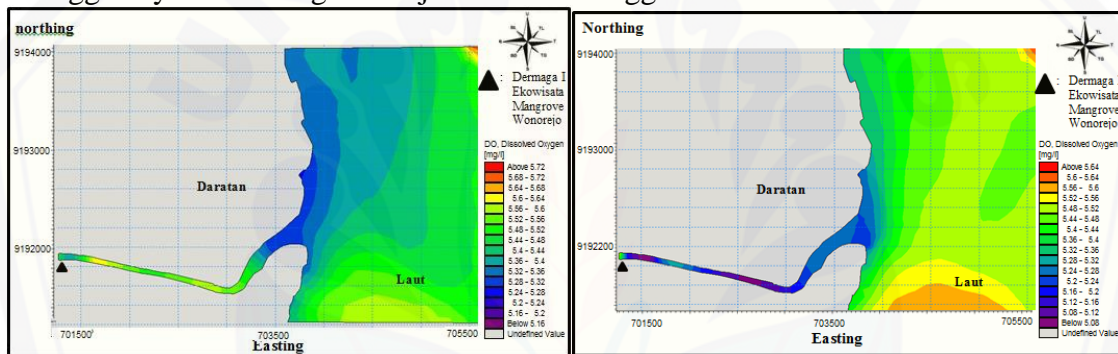 northing
9194000
: Dermaga I
Ekowisata
Mangrove
Wonorejo
9193000
Daratan
9192000
Laut
701500
703500
705500
Easting
DO, Dissolved Oxygen
[mg/l]
Above 5.72
5.68 - 5.72
5.64 - 5.68
5.6 - 5.64
5.56 - 5.6
5.52 - 5.56
5.48 - 5.52
5.44 - 5.48
5.4 - 5.44
5.36 - 5.4
5.32 - 5.36
5.28 - 5.32
5.24 - 5.28
5.2 - 5.24
5.16 - 5.2
Below 5.16
Undefined Value
Northing
9194000
: Dermaga I
Ekowisata
Mangrove
Wonorejo
9193000
Daratan
9192200
Laut
701500
703500
705500
Easting
DO, Dissolved Oxygen
[mg/l]
Above 5.64
5.6 - 5.64
5.56 - 5.6
5.52 - 5.56
5.48 - 5.52
5.44 - 5.48
5.4 - 5.44
5.36 - 5.4
5.32 - 5.36
5.28 - 5.32
5.24 - 5.28
5.2 - 5.24
5.16 - 5.2
5.12 - 5.16
5.08 - 5.12
Below 5.08
Undefined Value